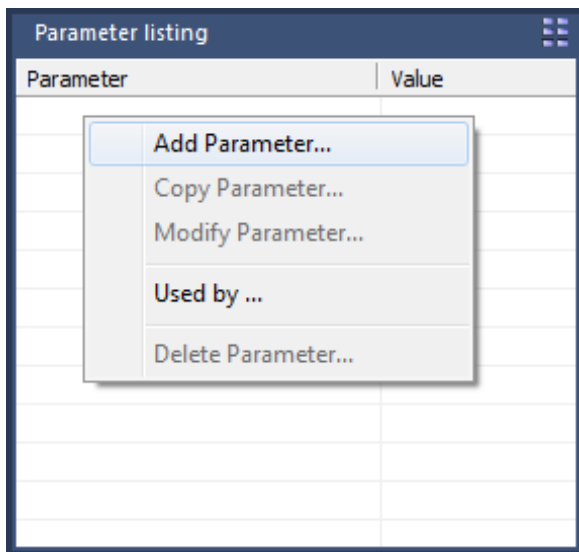 Parameter listing
Parameter Value
Add Parameter...
Copy Parameter...
Modify Parameter...
Used by ...
Delete Parameter...